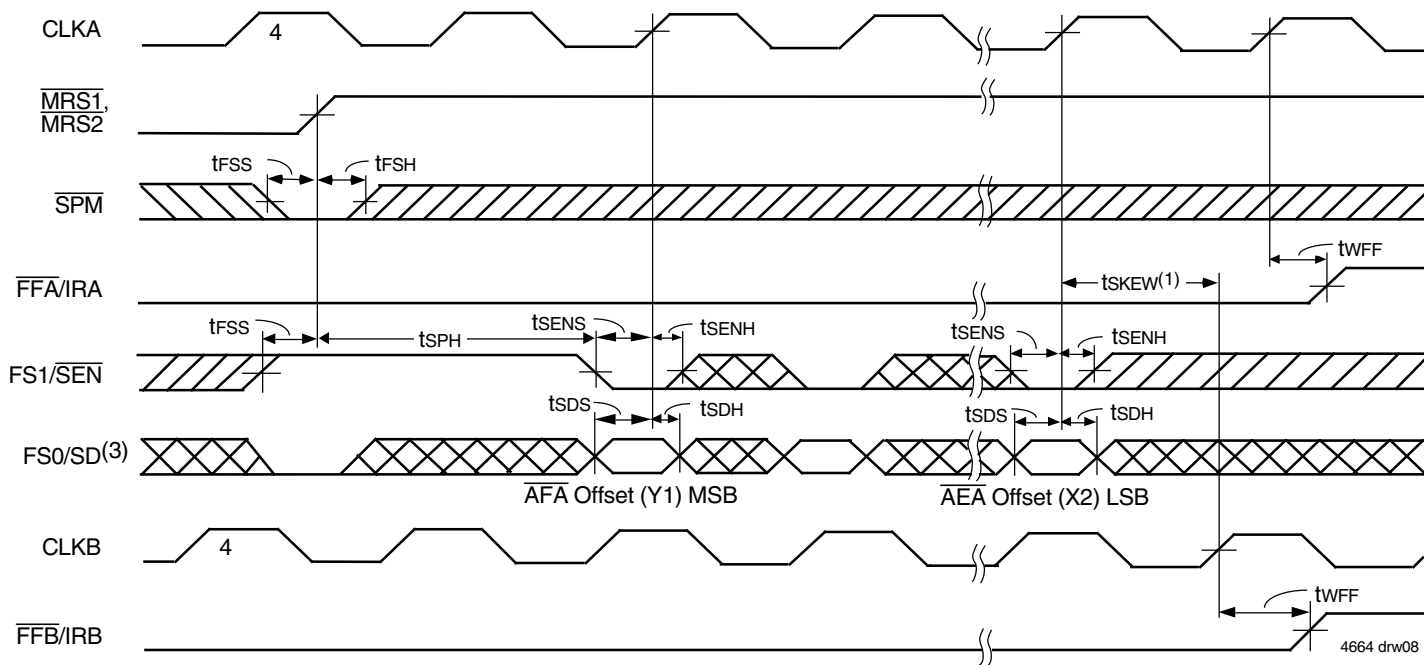 CLKA
4
MRS1,
MRS2
tFSS
tFSH
SPM
FFA/IRA
tWFF
tSKEW(1)
tFSS
tSPH
tSENS
tSENH
tSENS
tSENH
FS1/SEN
tSDS
tSDH
tSDS
tSDH
FS0/SD(3)
AFA Offset (Y1) MSB
AEA Offset (X2) LSB
CLKB
4
tWFF
FFB/IRB
4664 drw08